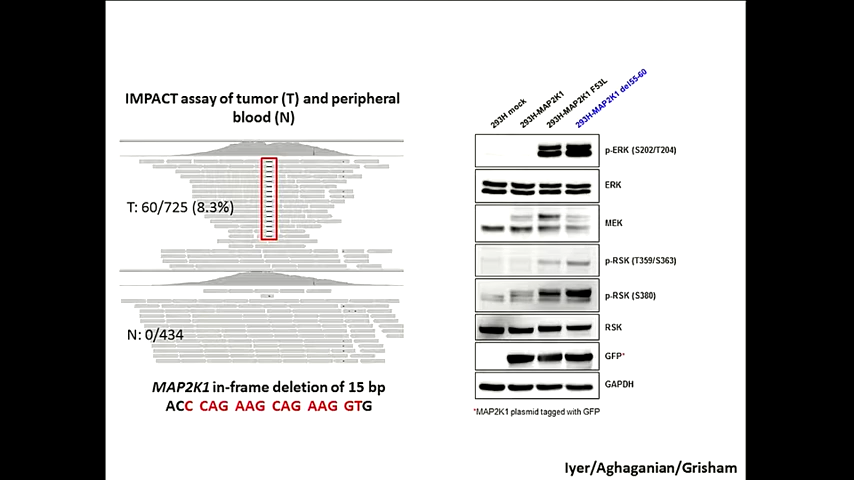 IMPACT assay of tumor (T) and peripheral
blood (N)
T: 60/725 (8.3%)
N: 0/434
MAP2K1 in-frame deletion of 15 bp
ACC CAG AAG CAG AAG GTG
293H mock
293H-MAP2K1
293H-MAP2K1 F53L
293H-MAP2K1 del55-60
p-ERK (S202/T204)
ERK
MEK
p-RSK (T359/S363)
p-RSK (S380)
RSK
GFP*
GAPDH
*MAP2K1 plasmid tagged with GFP
Iyer/Aghaganian/Grisham